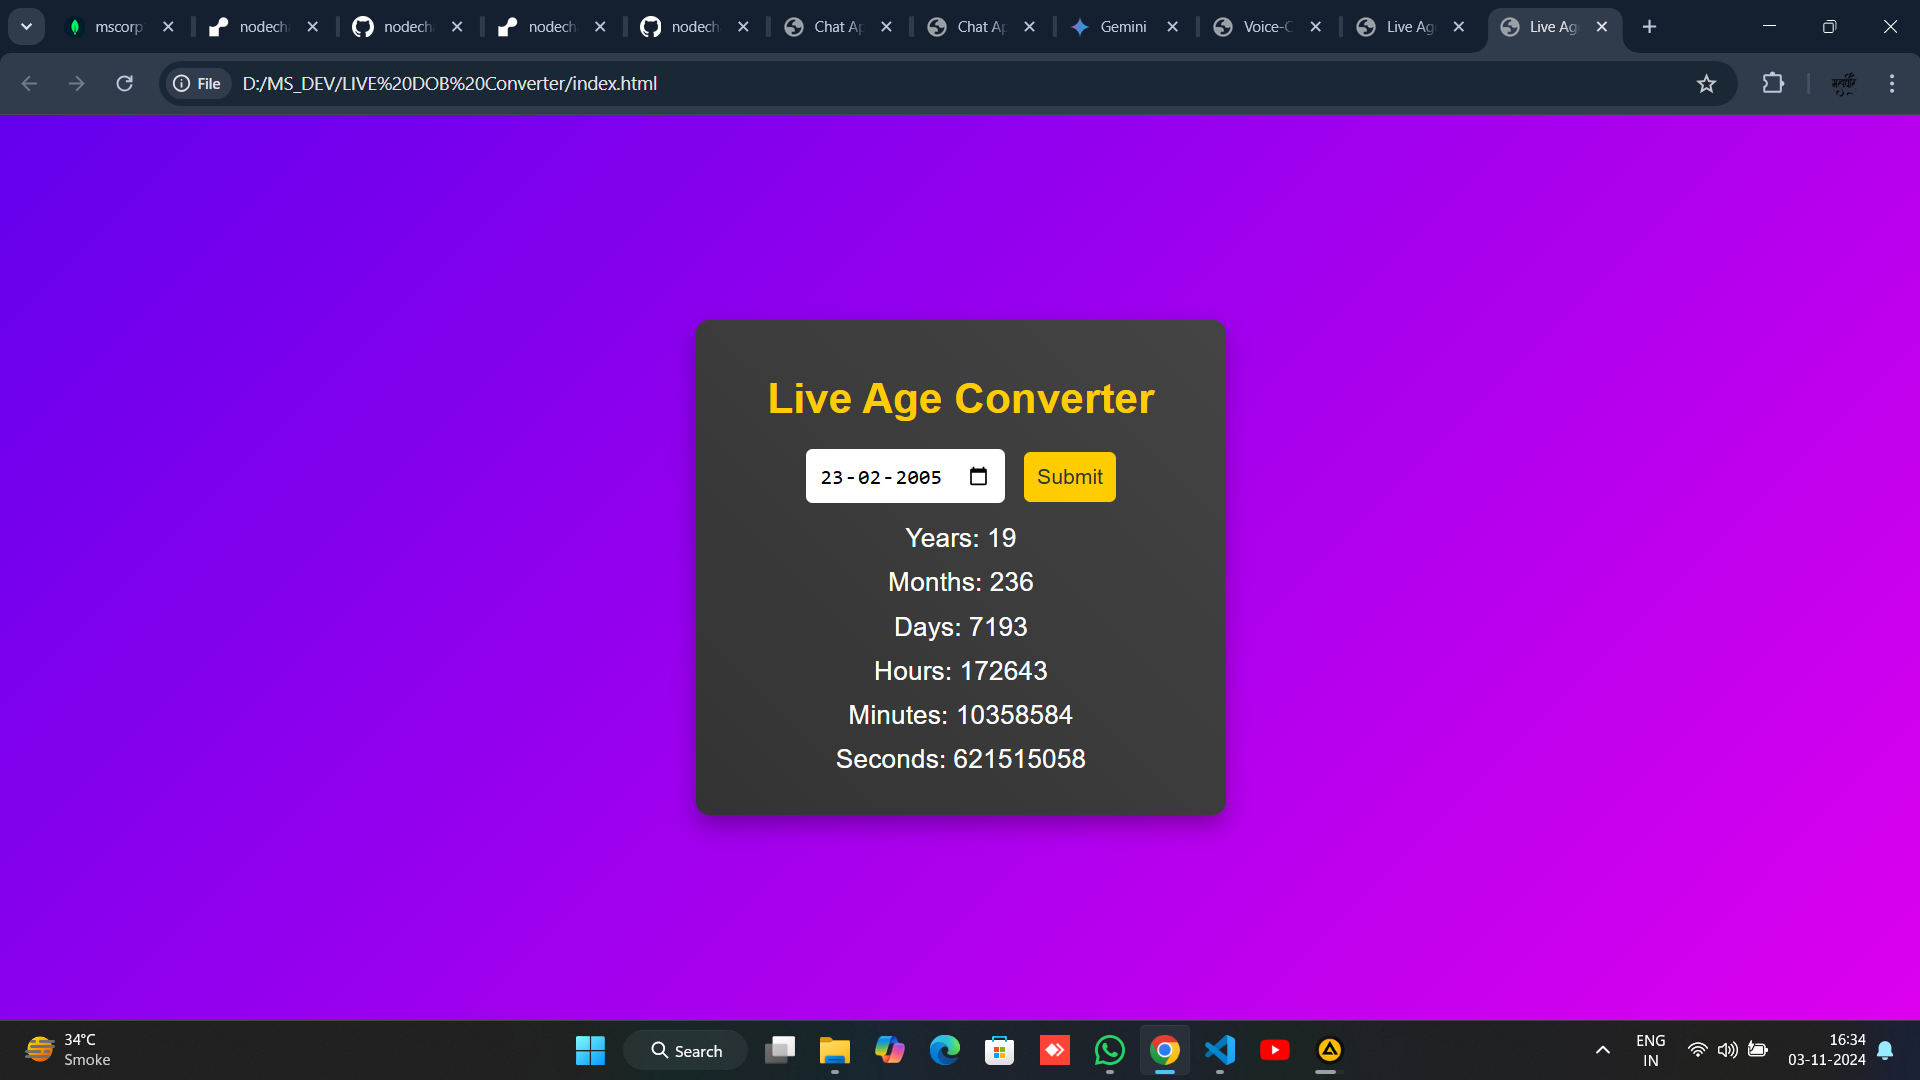 mscorp
nodech
nodech
nodech
nodech
Chat Ap
Chat Ap
Gemini
Voice-C
Live Ag
Live Ag
File
D:/MS_DEV/LIVE%20DOB%20Converter/index.html
Live Age Converter
23-02-2005
Submit
Years: 19
Months: 236
Days: 7193
Hours: 172643
Minutes: 10358584
Seconds: 621515058
34°C
Smoke
Search
ENG
IN
16:34
03-11-2024